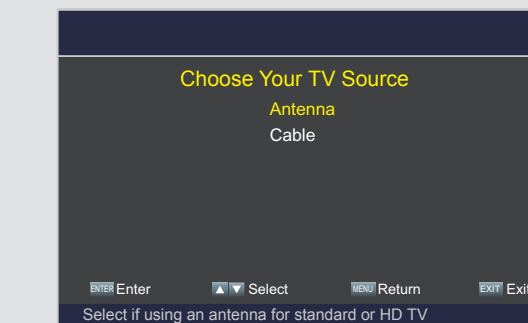 Choose Your TV Source
Antenna
Cable
ENTER Enter ▲ ▼ Select MENU Return EXIT Exit
Select if using an antenna for standard or HD TV